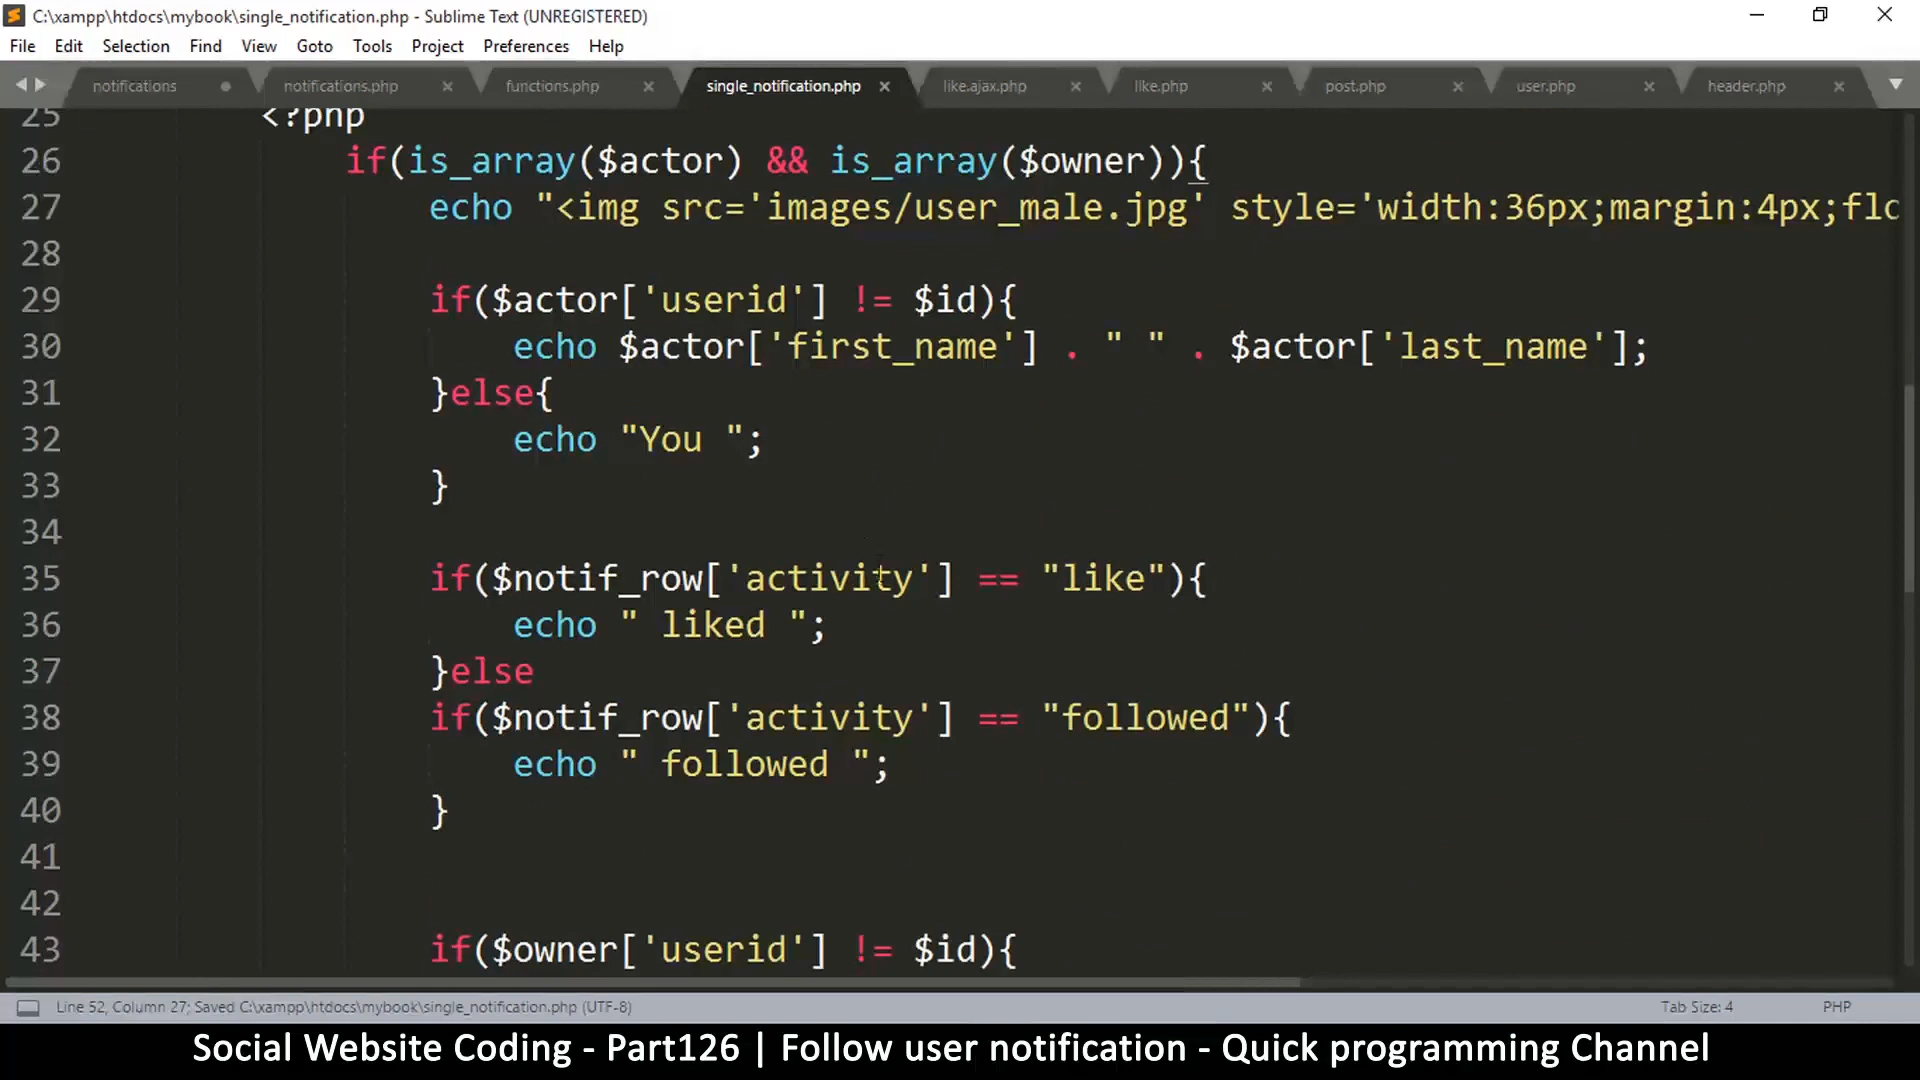 C:\xampp\htdocs\mybook\single_notification.php - Sublime Text (UNREGISTERED)
File Edit Selection Find View Goto Tools Project Preferences Help
notifications notifications.php functions.php single_notification.php like.ajax.php like.php post.php user.php header.php
25 <?php
26 if(is_array($actor) && is_array($owner)){
27 echo "<img src='images/user_male.jpg' style='width:36px;margin:4px;flo
28
29 if($actor['userid'] != $id){
30 echo $actor['first_name'] . " " . $actor['last_name'];
31 }else{
32 echo "You ";
33 }
34
35 if($notif_row['activity'] == "like"){
36 echo " liked ";
37 }else
38 if($notif_row['activity'] == "followed"){
39 echo " followed ";
40 }
41
42
43 if($owner['userid'] != $id){
Line 52, Column 27; Saved C:\xampp\htdocs\mybook\single_notification.php (UTF-8) Tab Size: 4 PHP
Social Website Coding - Part126 | Follow user notification - Quick programming Channel